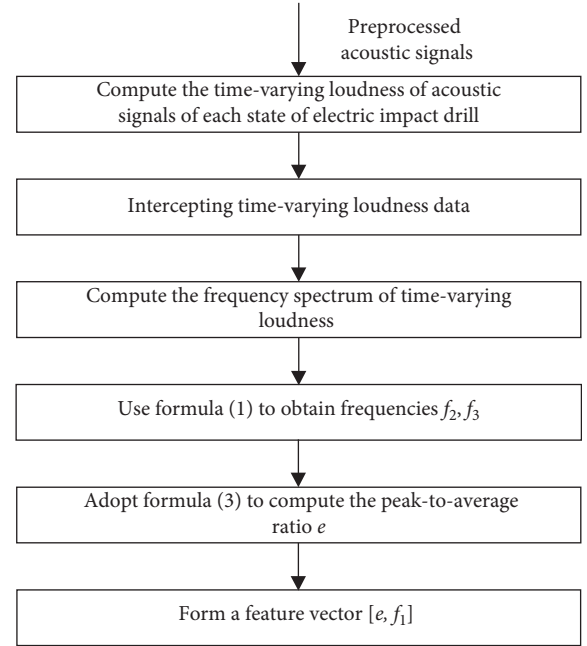 Preprocessed
acoustic signals
Compute the time-varying loudness of acoustic
signals of each state of electric impact drill
Intercepting time-varying loudness data
Compute the frequency spectrum of time-varying
loudness
Use formula (1) to obtain frequencies f₂, f₃
Adopt formula (3) to compute the peak-to-average
ratio e
Form a feature vector [e, f₁]